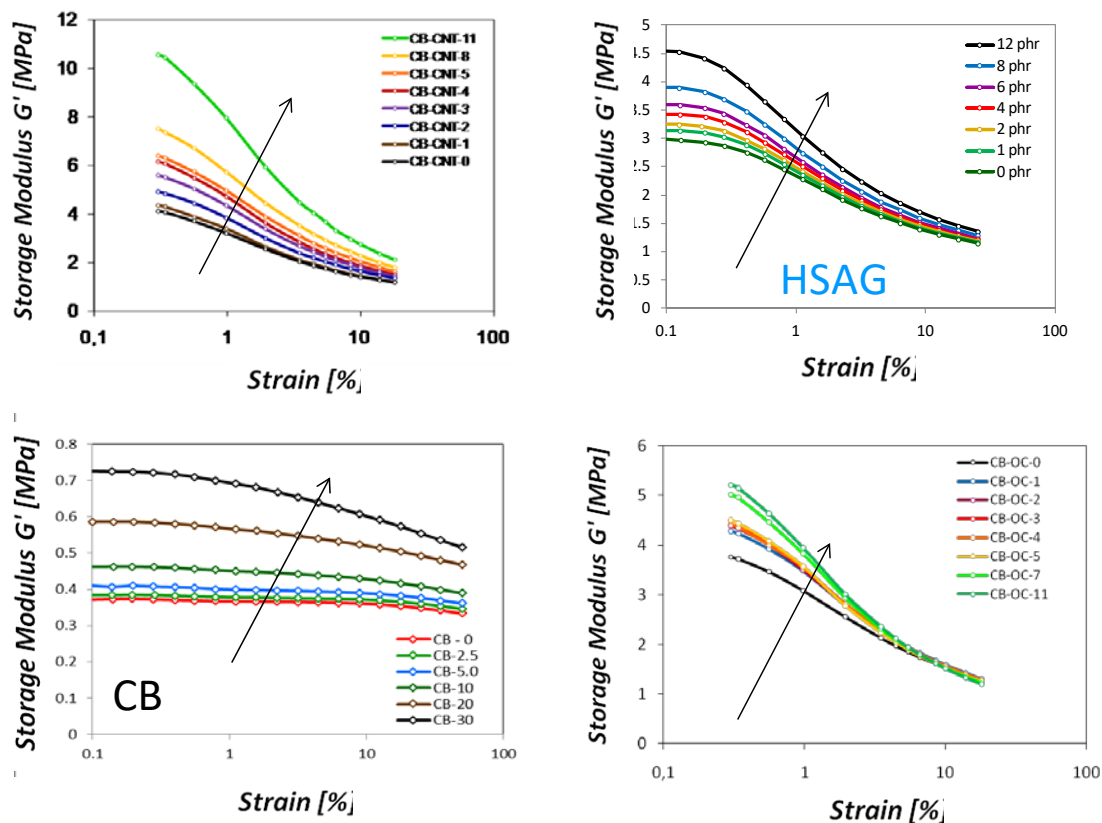 Storage Modulus G' [MPa]
12
10
8
6
4
2
0
0,1
1
10
100
Strain [%]
CB-CNT-11
CB-CNT-8
CB-CNT-5
CB-CNT-4
CB-CNT-3
CB-CNT-2
CB-CNT-1
CB-CNT-0
Storage Modulus G' [MPa]
5
4.5
4
3.5
3
2.5
2
1.5
1
0.5
0
0.1
1
10
100
Strain [%]
12 phr
8 phr
6 phr
4 phr
2 phr
1 phr
0 phr
HSAG
Storage Modulus G' [MPa]
0.8
0.7
0.6
0.5
0.4
0.3
0.2
0.1
0
0.1
1
10
100
Strain [%]
CB - 0
CB-2.5
CB-5.0
CB-10
CB-20
CB-30
CB
Storage Modulus G' [MPa]
6
5
4
3
2
1
0
0,1
1
10
100
Strain [%]
CB-OC-0
CB-OC-1
CB-OC-2
CB-OC-3
CB-OC-4
CB-OC-5
CB-OC-7
CB-OC-11